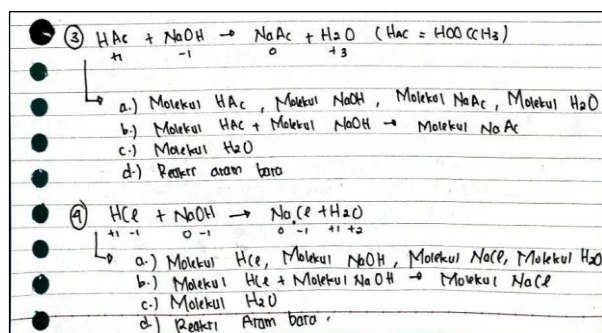 ③ HAc + NaOH → NaAc + H2O (HAc = HOOCCH3)
+1 -1 0 +3
a.) Molekul HAc, Molekul NaOH, Molekul NaAc, Molekul H2O
b.) Molekul HAc + Molekul NaOH → Molekul NaAc
c.) Molekul H2O
d.) Reaksi asam basa
④ HCl + NaOH → NaCl + H2O
+1 -1 0 -1 0 -1 +1 +2
a.) Molekul HCl, Molekul NaOH, Molekul NaCl, Molekul H2O
b.) Molekul HCl + Molekul NaOH → Molekul NaCl
c.) Molekul H2O
d.) Reaksi Asam basa.